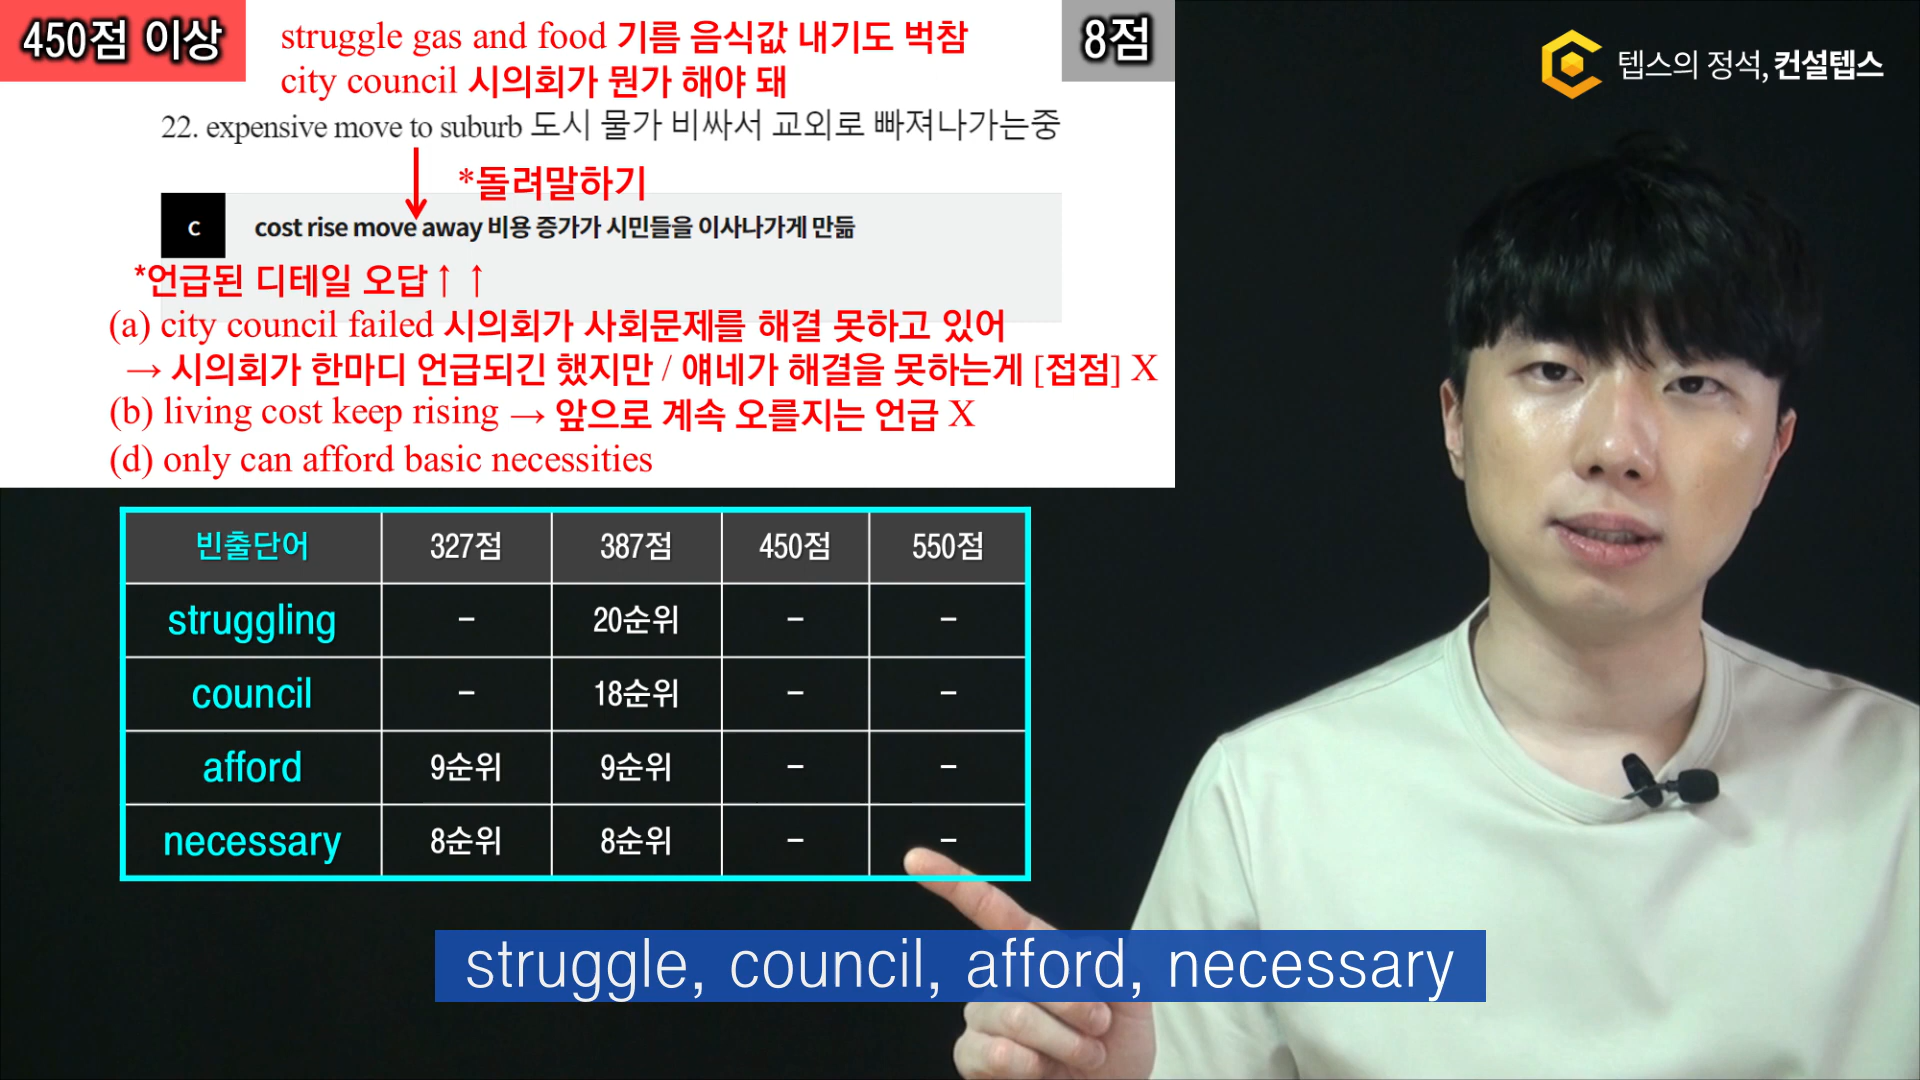 450점 이상
struggle gas and food 기름 음식값 내기도 벅참
8점
city council 시의회가 뭔가 해야 돼
텝스의 정석, 컨설텝스
22. expensive move to suburb 도시 물가 비싸서 교외로 빠져나가는중
*돌려말하기
C cost rise move away 비용 증가가 시민들을 이사나가게 만듦
*언급된 디테일 오답↑ ↑
(a) city council failed 시의회가 사회문제를 해결 못하고 있어
→ 시의회가 한마디 언급되긴 했지만 / 얘네가 해결을 못하는게 [접점] X
(b) living cost keep rising → 앞으로 계속 오를지는 언급 X
(d) only can afford basic necessities
빈출단어 327점 387점 450점 550점
struggling – 20순위 – –
council – 18순위 – –
afford 9순위 9순위 – –
necessary 8순위 8순위 – –
struggle, council, afford, necessary